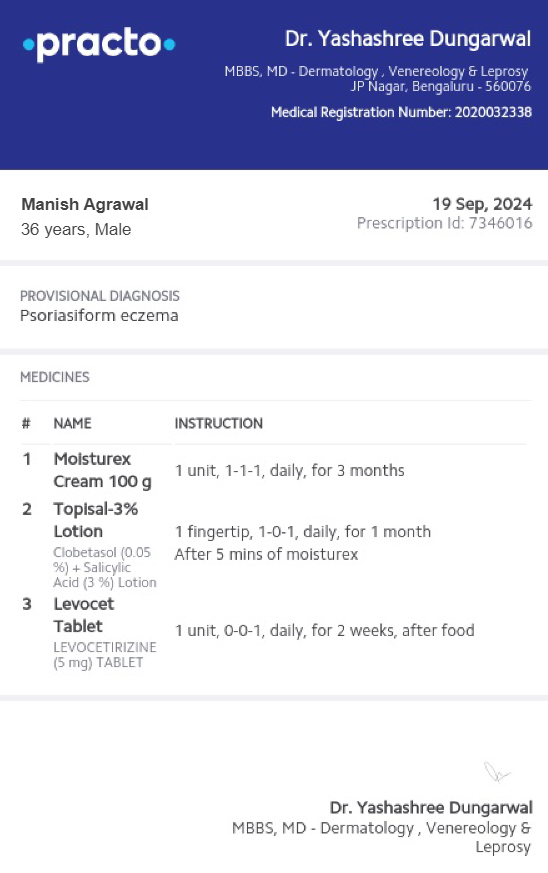 practo
Dr. Yashashree Dungarwal
MBBS, MD - Dermatology , Venereology & Leprosy
JP Nagar, Bengaluru - 560076
Medical Registration Number: 2020032338
Manish Agrawal
36 years, Male
19 Sep, 2024
Prescription Id: 7346016
PROVISIONAL DIAGNOSIS
Psoriasiform eczema
MEDICINES
# NAME INSTRUCTION
1 Moisturex
Cream 100 g
1 unit, 1-1-1, daily, for 3 months
2 Topisal-3%
Lotion
Clobetasol (0.05
%) + Salicylic
Acid (3 %) Lotion
1 fingertip, 1-0-1, daily, for 1 month
After 5 mins of moisturex
3 Levocet
Tablet
LEVOCETIRIZINE
(5 mg) TABLET
1 unit, 0-0-1, daily, for 2 weeks, after food
Dr. Yashashree Dungarwal
MBBS, MD - Dermatology , Venereology &
Leprosy